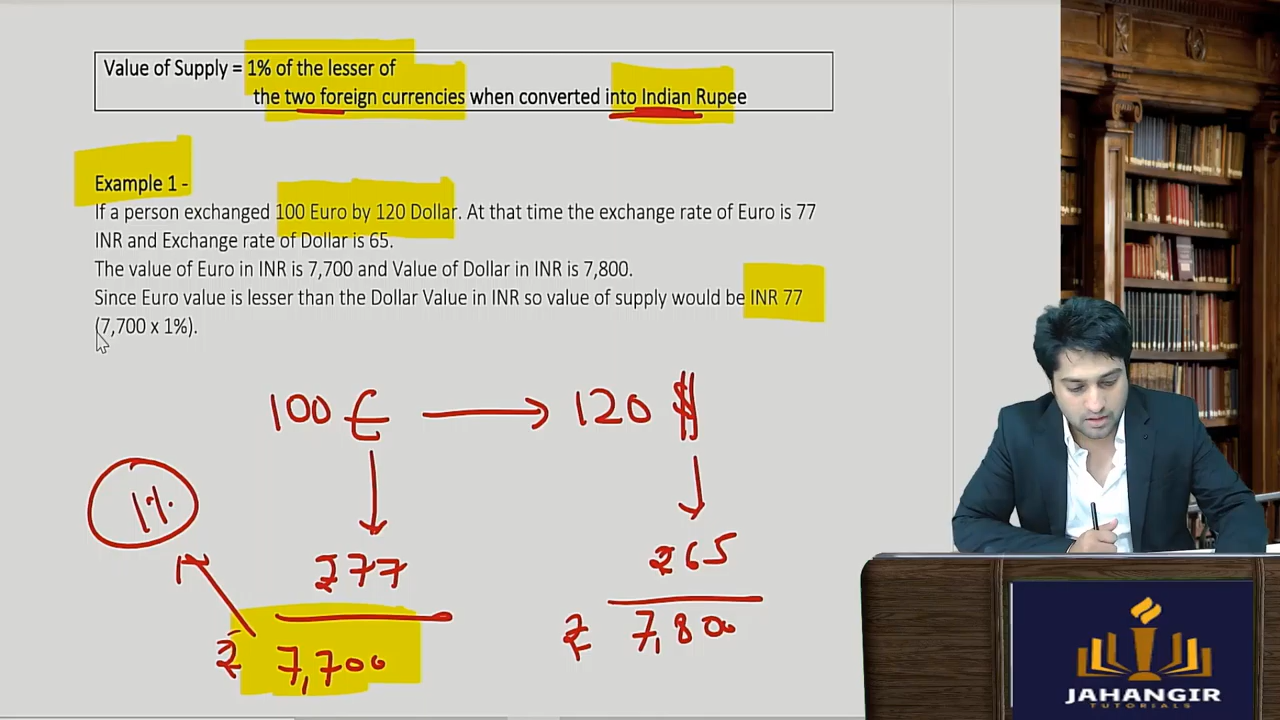 Value of Supply = 1% of the lesser of
the two foreign currencies when converted into Indian Rupee
Example 1 -
If a person exchanged 100 Euro by 120 Dollar. At that time the exchange rate of Euro is 77
INR and Exchange rate of Dollar is 65.
The value of Euro in INR is 7,700 and Value of Dollar in INR is 7,800.
Since Euro value is lesser than the Dollar Value in INR so value of supply would be INR 77
(7,700 x 1%).
100 € → 120 $
1%
₹77
₹65
₹ 7,700
₹ 7,800
JAHANGIR
TUTORIALS